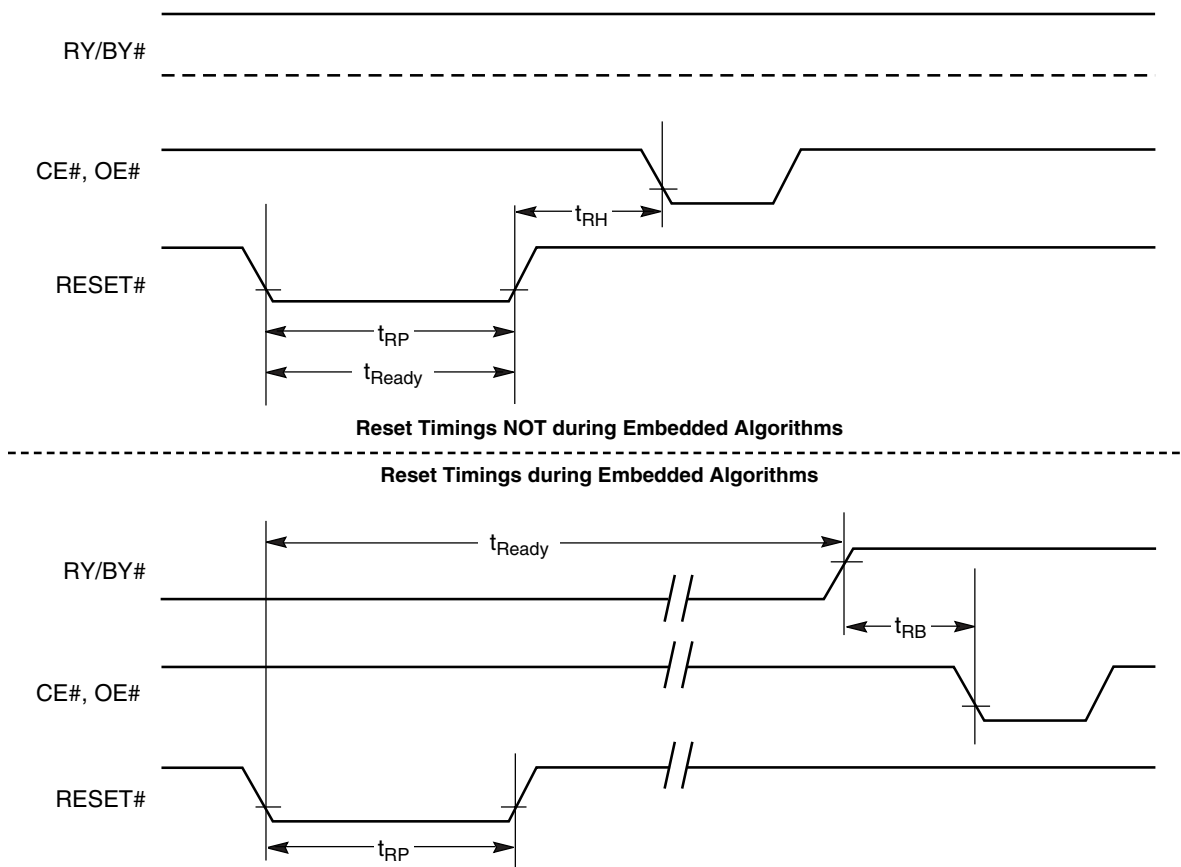 RY/BY#
CE#, OE#
tRH
RESET#
tRP
tReady
Reset Timings NOT during Embedded Algorithms
Reset Timings during Embedded Algorithms
tReady
RY/BY#
tRB
CE#, OE#
RESET#
tRP